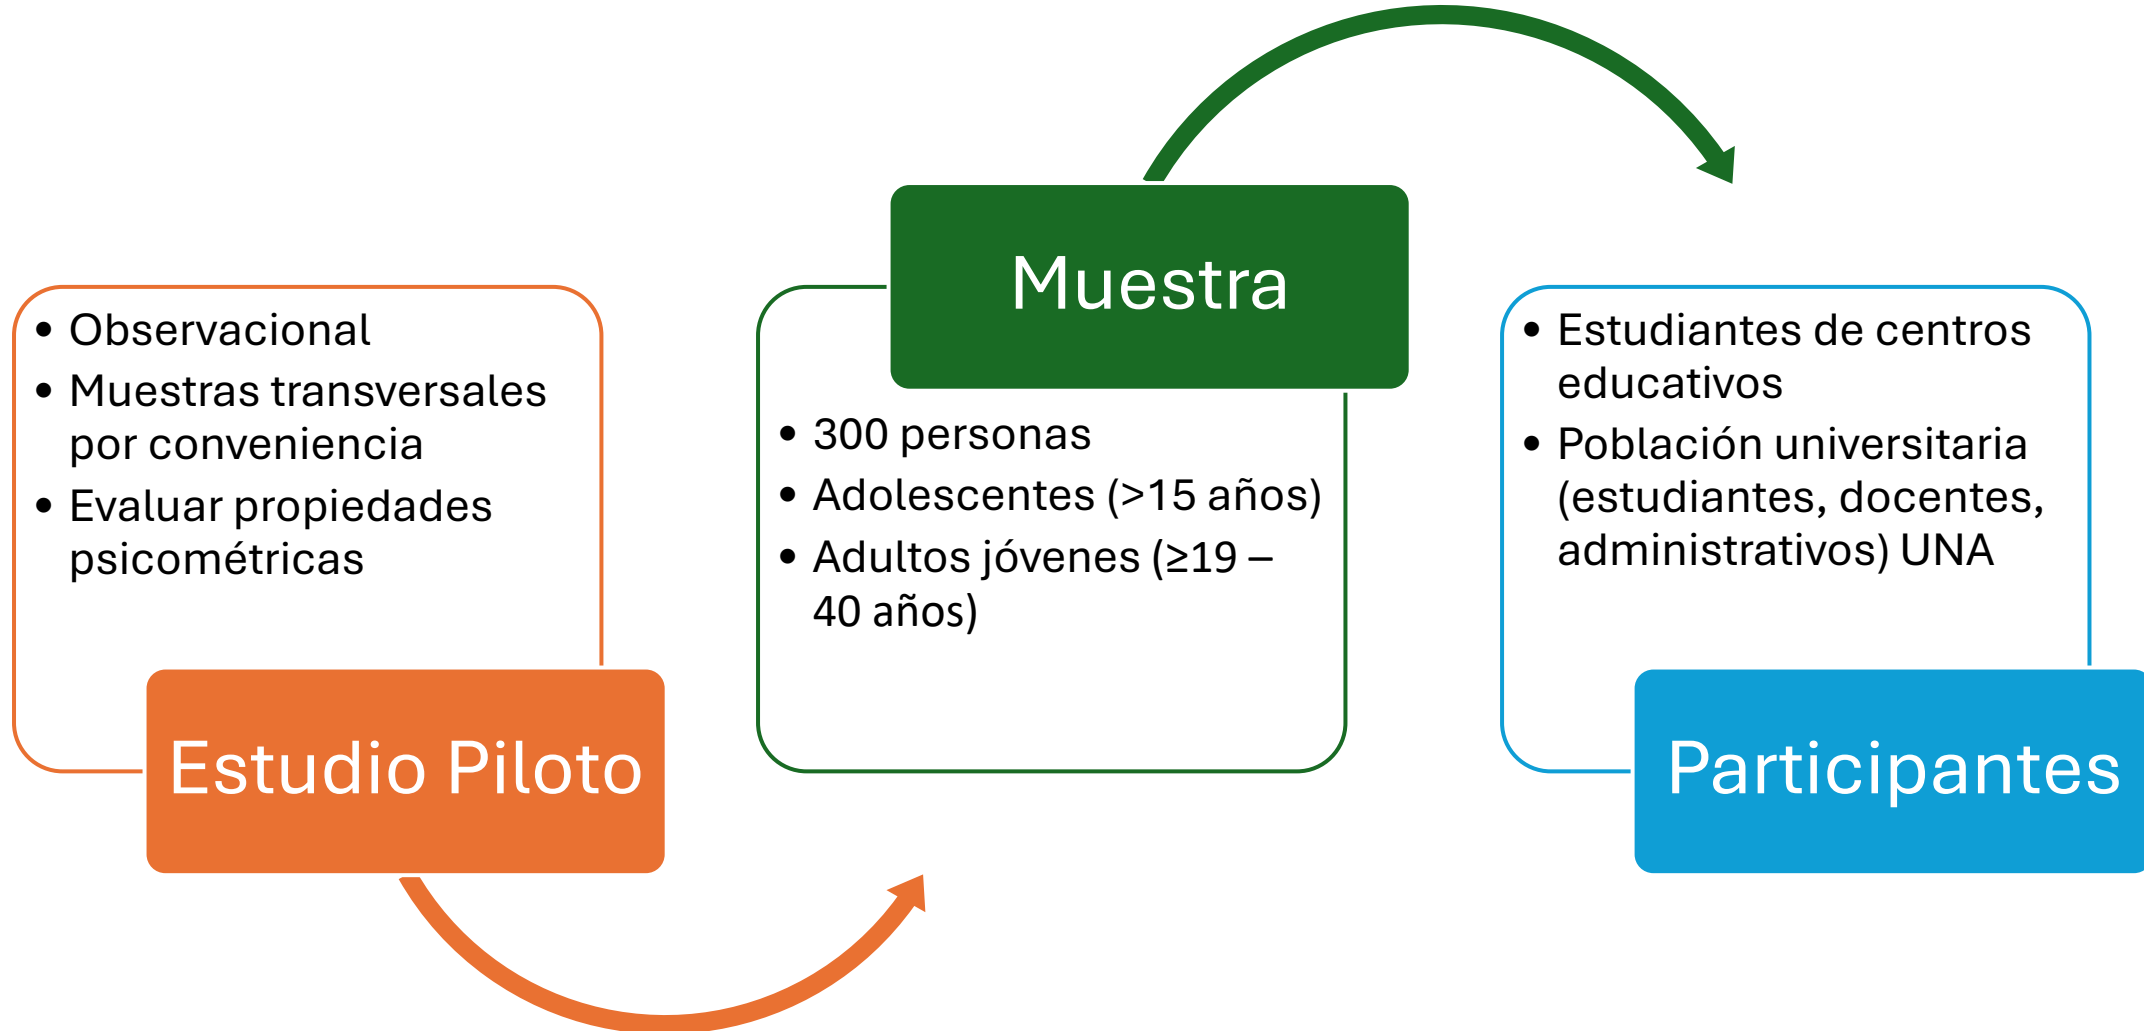 • Observacional
• Muestras transversales
por conveniencia
• Evaluar propiedades
psicométricas
Estudio Piloto
Muestra
• 300 personas
• Adolescentes (>15 años)
• Adultos jóvenes (≥19 –
40 años)
• Estudiantes de centros
educativos
• Población universitaria
(estudiantes, docentes,
administrativos) UNA
Participantes